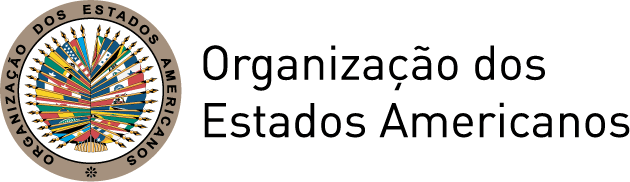 ORGANIZAÇÃO DOS ESTADOS AMERICANOS
Organização dos
Estados Americanos